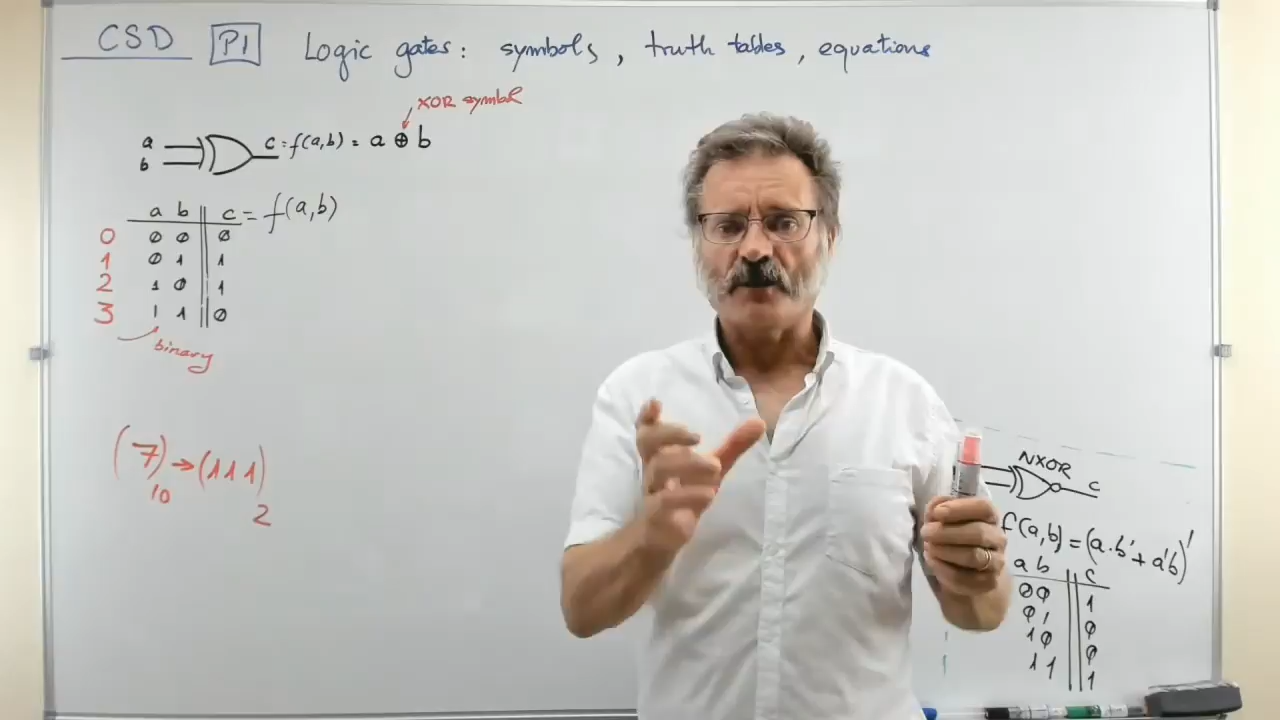 CSD P1 Logic gates: symbols, truth tables, equations
XOR symbol
a
b
c = f(a,b) = a ⊕ b
a b c = f(a,b)
0 0 0 0
1 0 1 1
2 1 0 1
3 1 1 0
binary
(7)10 → (111)2
NXOR
c
f(a,b) = (a·b' + a'b)'
a b c
0 0 1
0 1 0
1 0 0
1 1 1